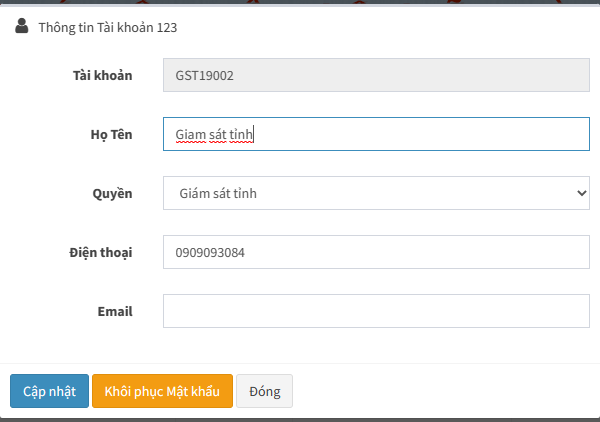 Thông tin Tài khoản 123
Tài khoản GST19002
Họ Tên Giam sát tỉnh
Quyền Giám sát tỉnh
Điện thoại 0909093084
Email
Cập nhật Khôi phục Mật khẩu Đóng